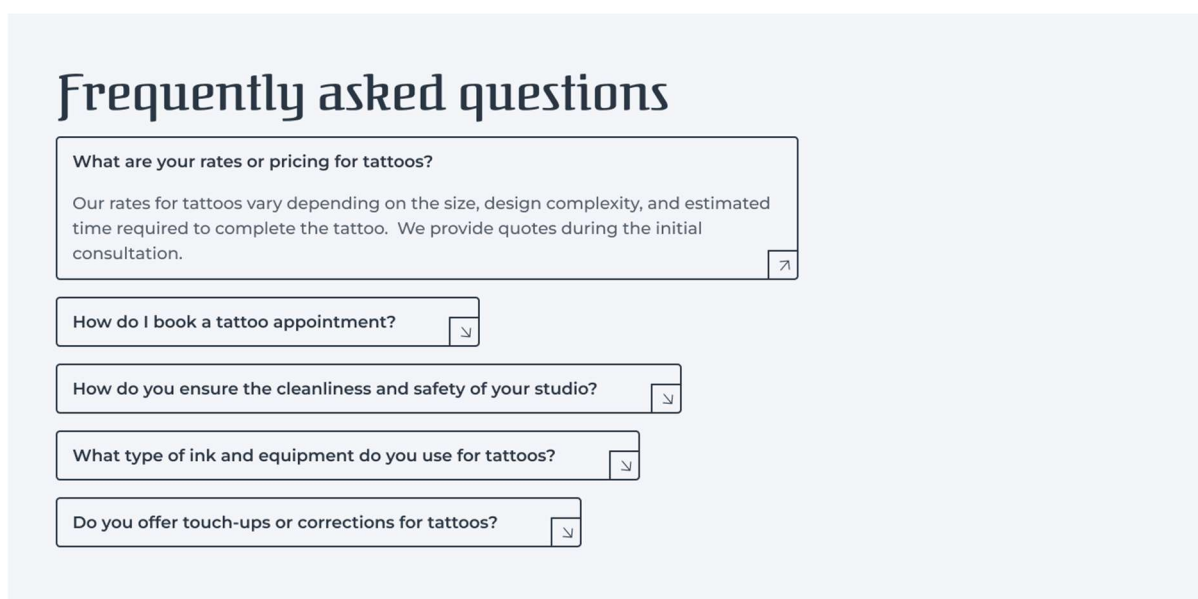 Frequently asked questions
What are your rates or pricing for tattoos?
Our rates for tattoos vary depending on the size, design complexity, and estimated
time required to complete the tattoo.  We provide quotes during the initial
consultation.
How do I book a tattoo appointment?
How do you ensure the cleanliness and safety of your studio?
What type of ink and equipment do you use for tattoos?
Do you offer touch-ups or corrections for tattoos?